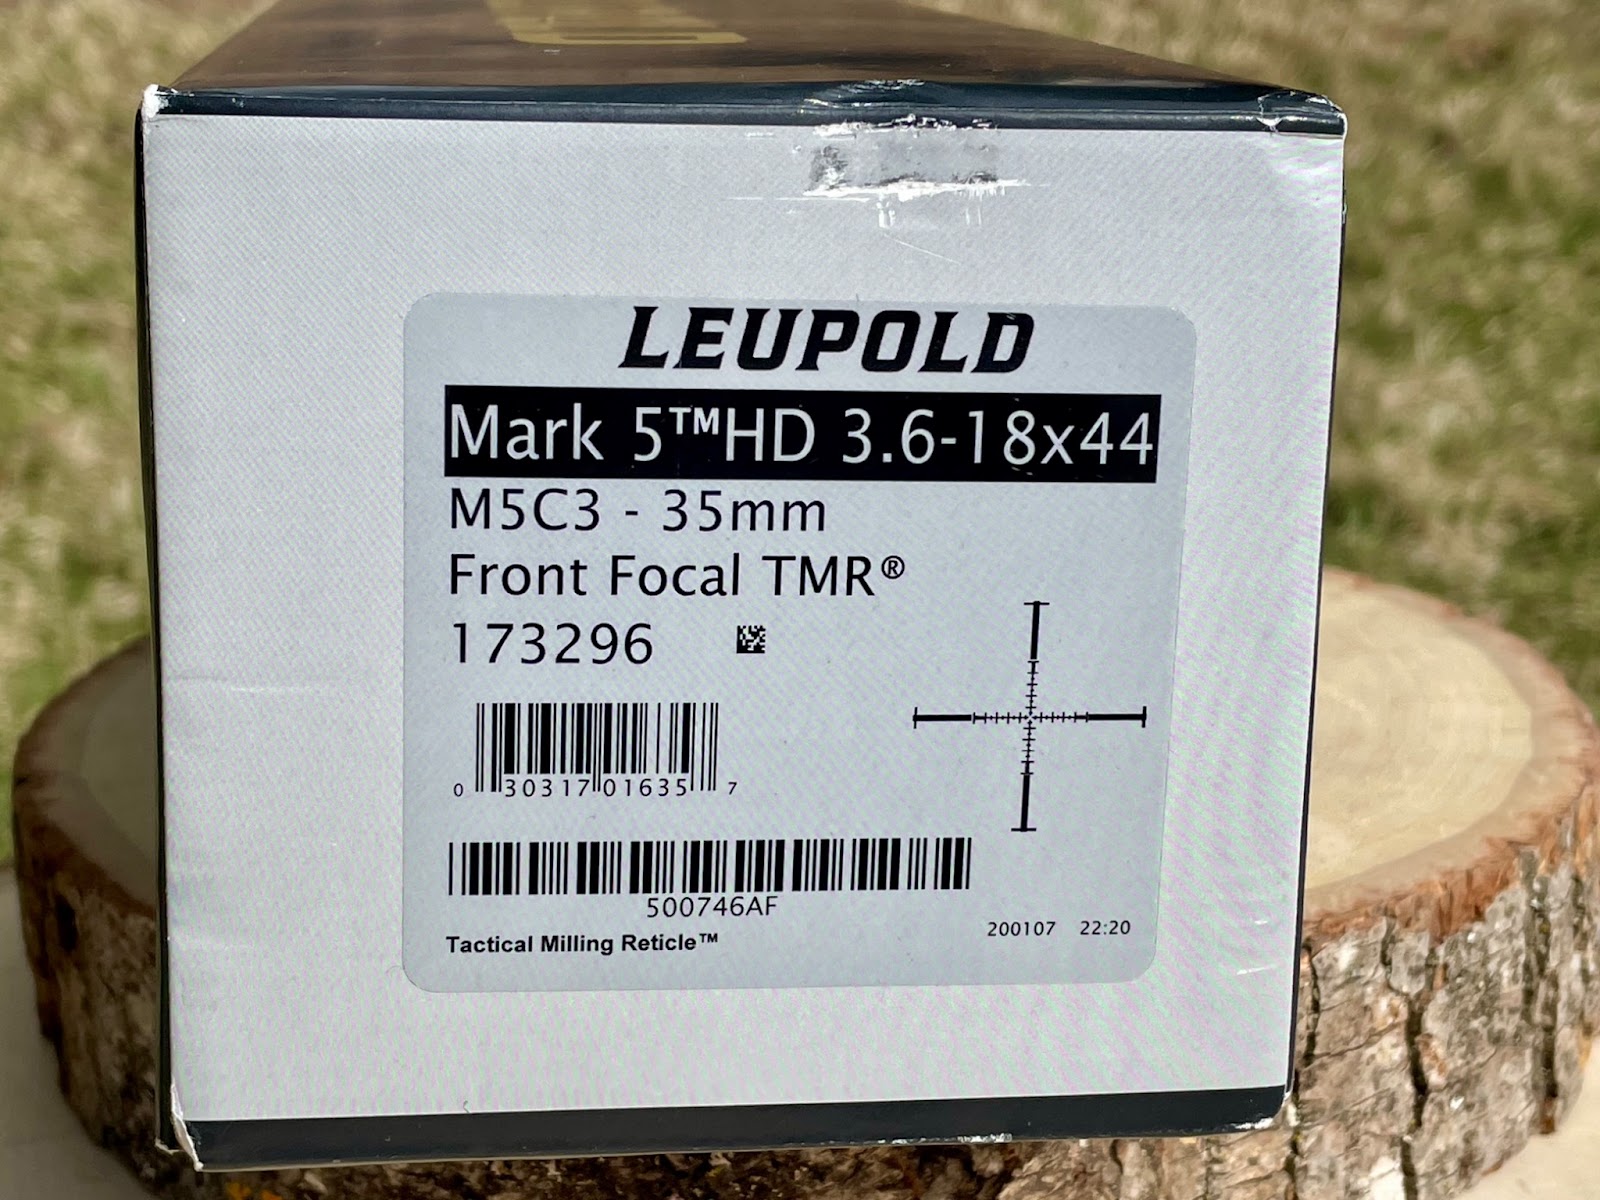 LEUPOLD
Mark 5™HD 3.6-18x44
M5C3 - 35mm
Front Focal TMR®
173296
0 30317 01635 7
500746AF
Tactical Milling Reticle™
200107 22:20